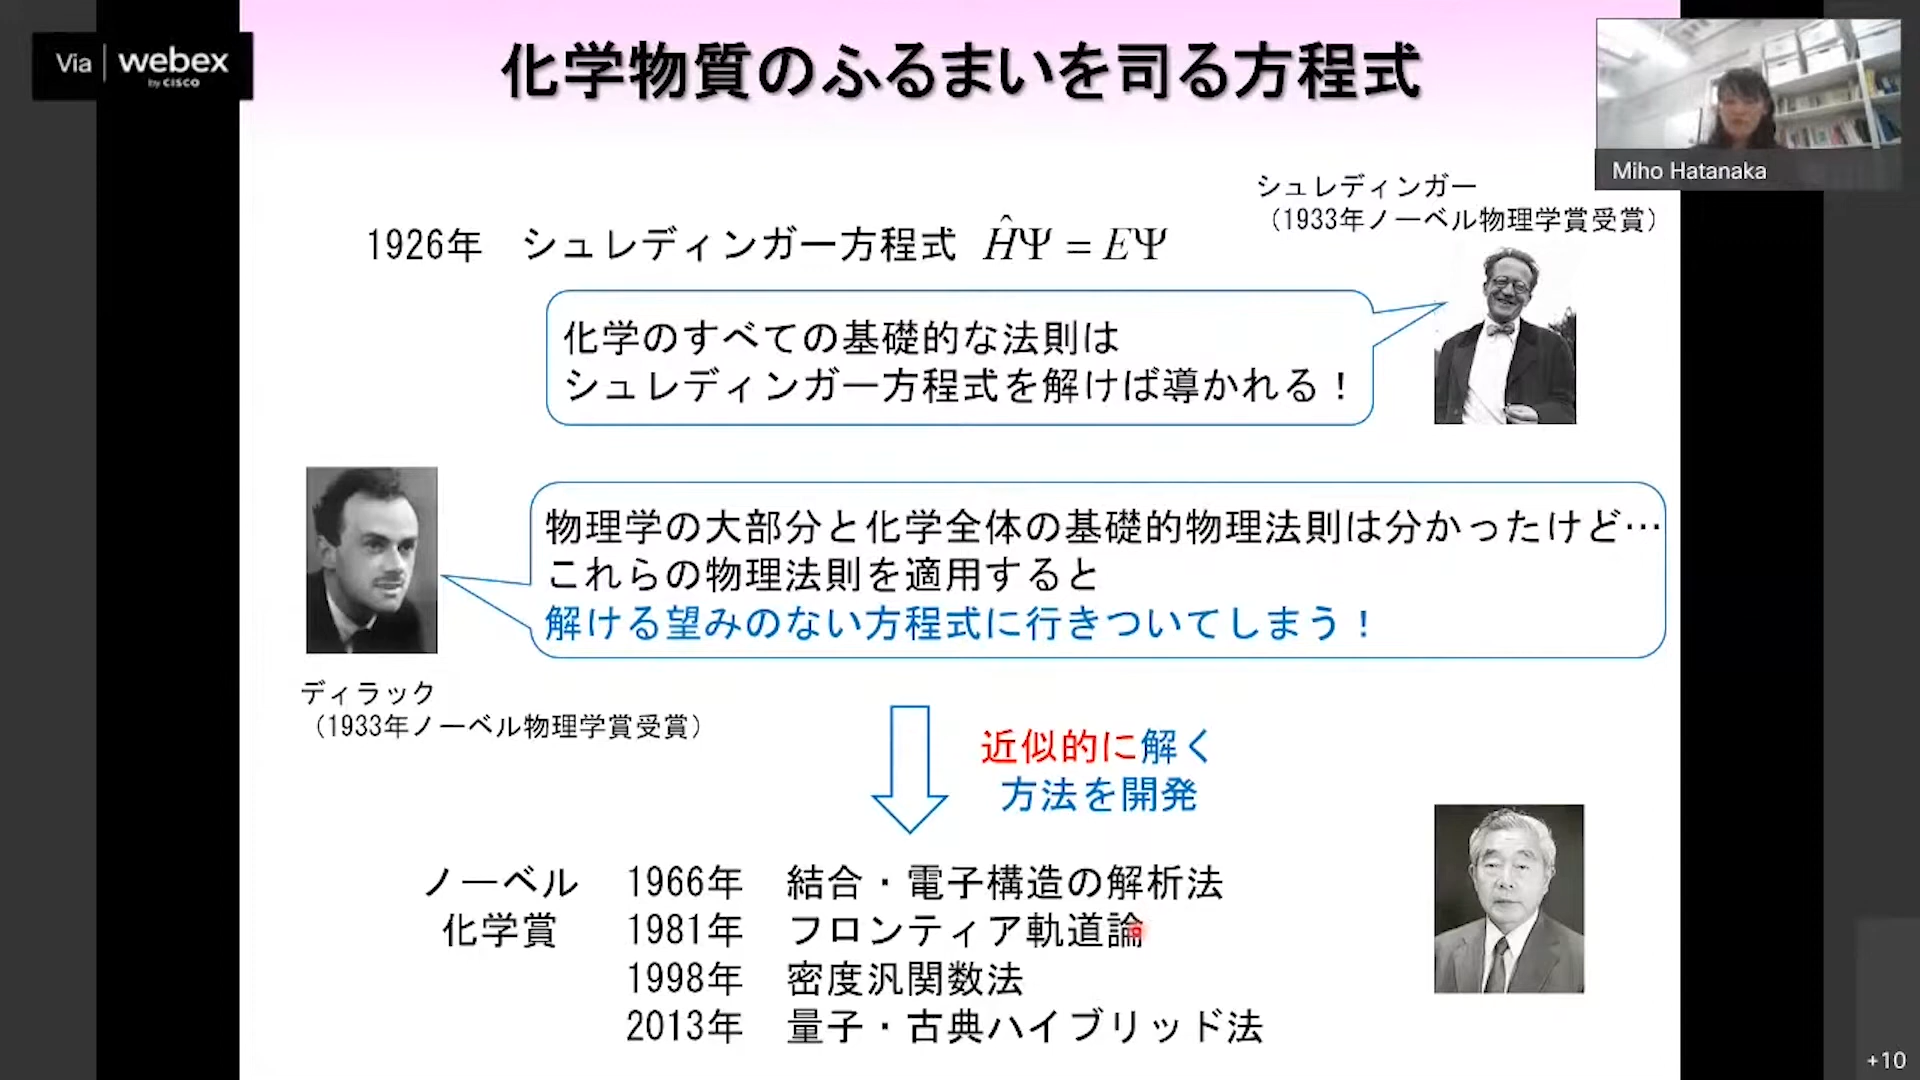 化学物質のふるまいを司る方程式
Via | webex
by CISCO
Miho Hatanaka
シュレディンガー
（1933年ノーベル物理学賞受賞）
1926年　シュレディンガー方程式 ĤΨ = EΨ
化学のすべての基礎的な法則は
シュレディンガー方程式を解けば導かれる！
物理学の大部分と化学全体の基礎的物理法則は分かったけど…
これらの物理法則を適用すると
解ける望みのない方程式に行きついてしまう！
ディラック
（1933年ノーベル物理学賞受賞）
近似的に解く
方法を開発
ノーベル　1966年　結合・電子構造の解析法
化学賞　1981年　フロンティア軌道論
1998年　密度汎関数法
2013年　量子・古典ハイブリッド法
+10